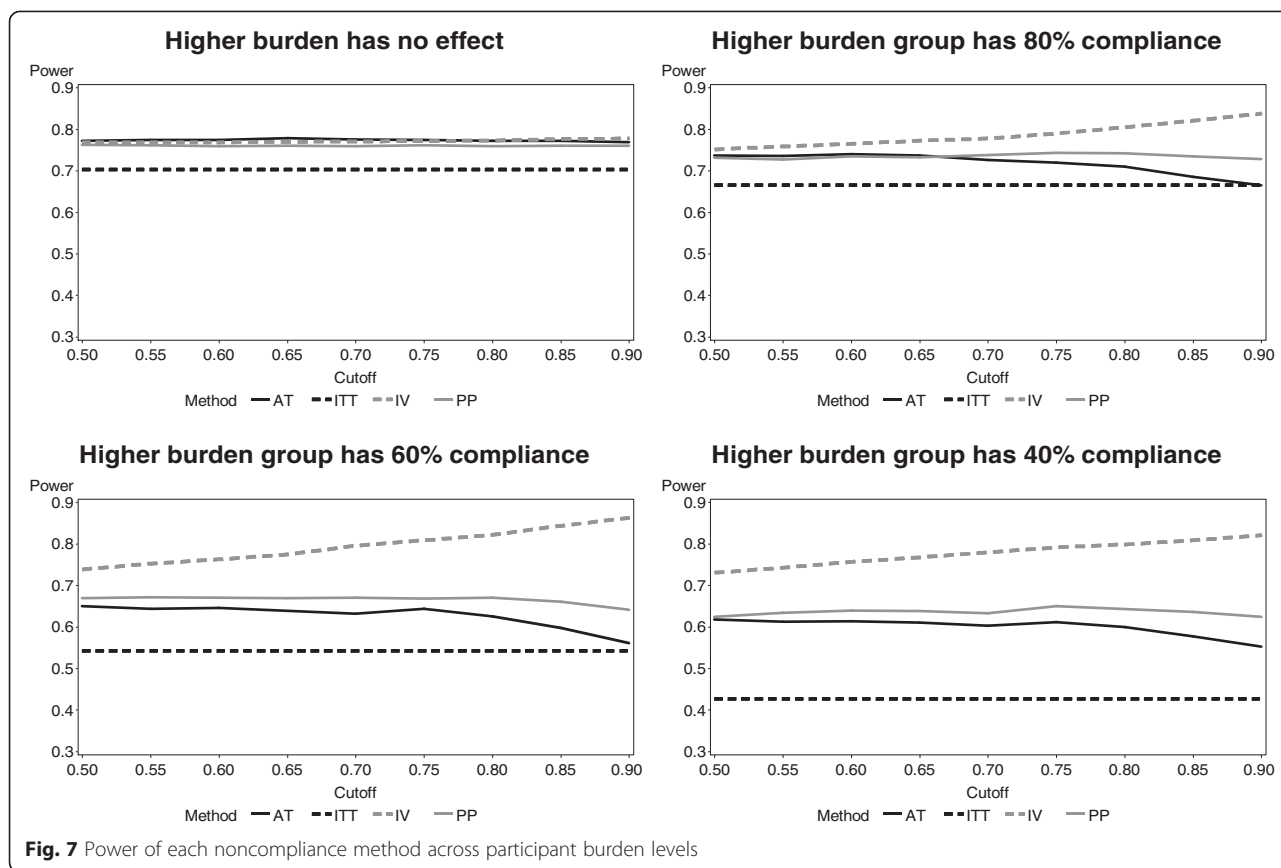 Higher burden has no effect
Power
0.9
0.8
0.7
0.6
0.5
0.4
0.3
0.50 0.55 0.60 0.65 0.70 0.75 0.80 0.85 0.90
Cutoff
Method AT ITT IV PP
Higher burden group has 80% compliance
Power
0.9
0.8
0.7
0.6
0.5
0.4
0.3
0.50 0.55 0.60 0.65 0.70 0.75 0.80 0.85 0.90
Cutoff
Method AT ITT IV PP
Higher burden group has 60% compliance
Power
0.9
0.8
0.7
0.6
0.5
0.4
0.3
0.50 0.55 0.60 0.65 0.70 0.75 0.80 0.85 0.90
Cutoff
Method AT ITT IV PP
Higher burden group has 40% compliance
Power
0.9
0.8
0.7
0.6
0.5
0.4
0.3
0.50 0.55 0.60 0.65 0.70 0.75 0.80 0.85 0.90
Cutoff
Method AT ITT IV PP
Fig. 7 Power of each noncompliance method across participant burden levels